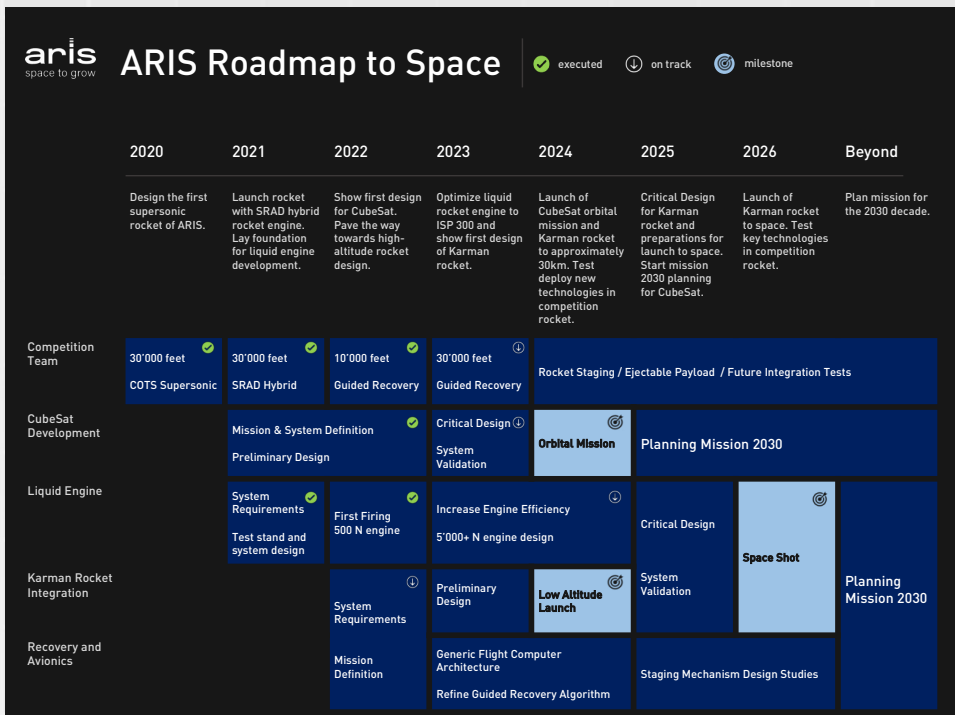 aris
space to grow
ARIS Roadmap to Space
executed
on track
milestone
2020
2021
2022
2023
2024
2025
2026
Beyond
Design the first
supersonic
rocket of ARIS.
Launch rocket
with SRAD hybrid
rocket engine.
Lay foundation
for liquid engine
development.
Show first design
for CubeSat.
Pave the way
towards high-
altitude rocket
design.
Optimize liquid
rocket engine to
ISP 300 and
show first design
of Karman
rocket.
Launch of
CubeSat orbital
mission and
Karman rocket
to approximately
30km. Test
deploy new
technologies in
competition
rocket.
Critical Design
for Karman
rocket and
preparations for
launch to space.
Start mission
2030 planning
for CubeSat.
Launch of
Karman rocket
to space. Test
key technologies
in competition
rocket.
Plan mission for
the 2030 decade.
Competition
Team
30'000 feet
COTS Supersonic
30'000 feet
SRAD Hybrid
10'000 feet
Guided Recovery
30'000 feet
Guided Recovery
Rocket Staging / Ejectable Payload / Future Integration Tests
CubeSat
Development
Mission & System Definition
Preliminary Design
Critical Design
System
Validation
Orbital Mission
Planning Mission 2030
Liquid Engine
System
Requirements
Test stand and
system design
First Firing
500 N engine
Increase Engine Efficiency
5'000+ N engine design
Critical Design
System
Validation
Space Shot
Planning
Mission 2030
Karman Rocket
Integration
System
Requirements
Mission
Definition
Preliminary
Design
Low Altitude
Launch
Recovery and
Avionics
Generic Flight Computer
Architecture
Refine Guided Recovery Algorithm
Staging Mechanism Design Studies